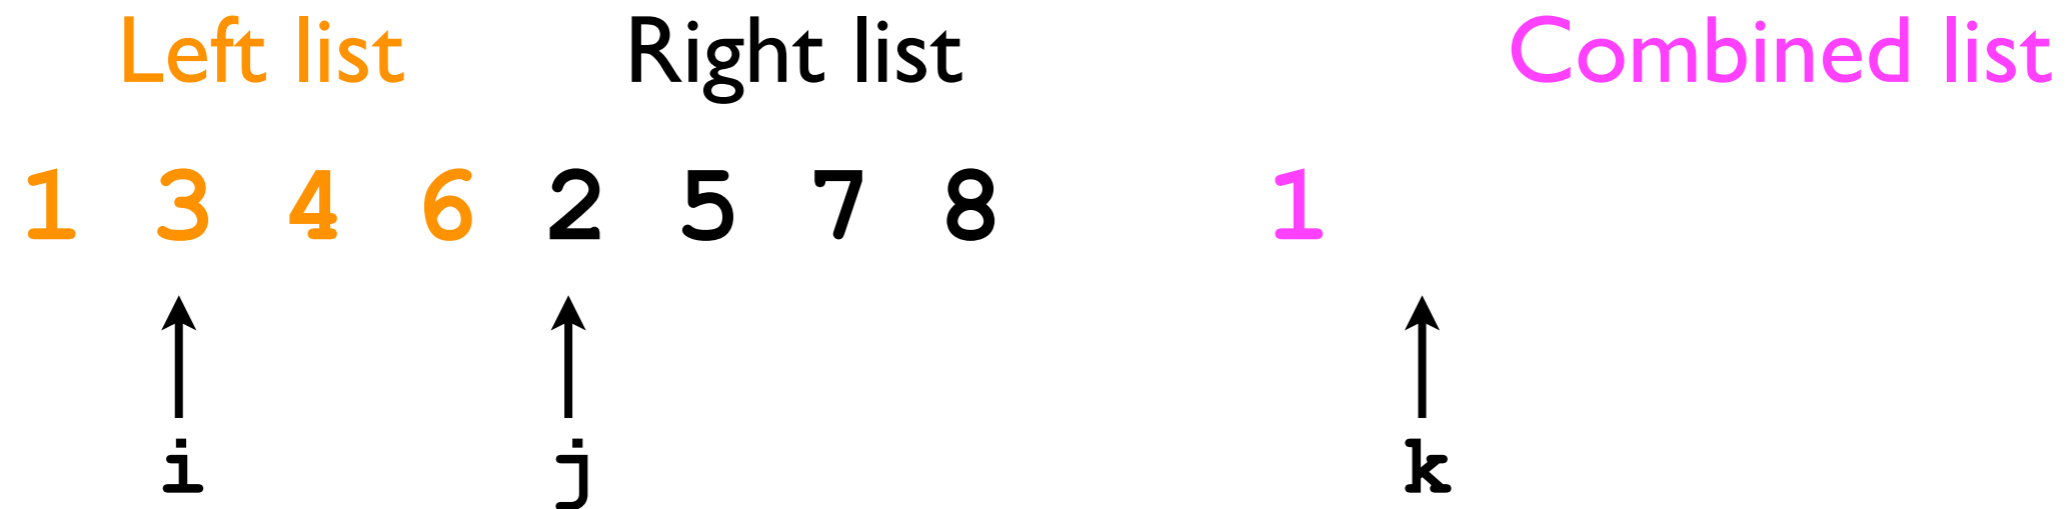 Left list Right list Combined list
1 3 4 6 2 5 7 8 1
i j k